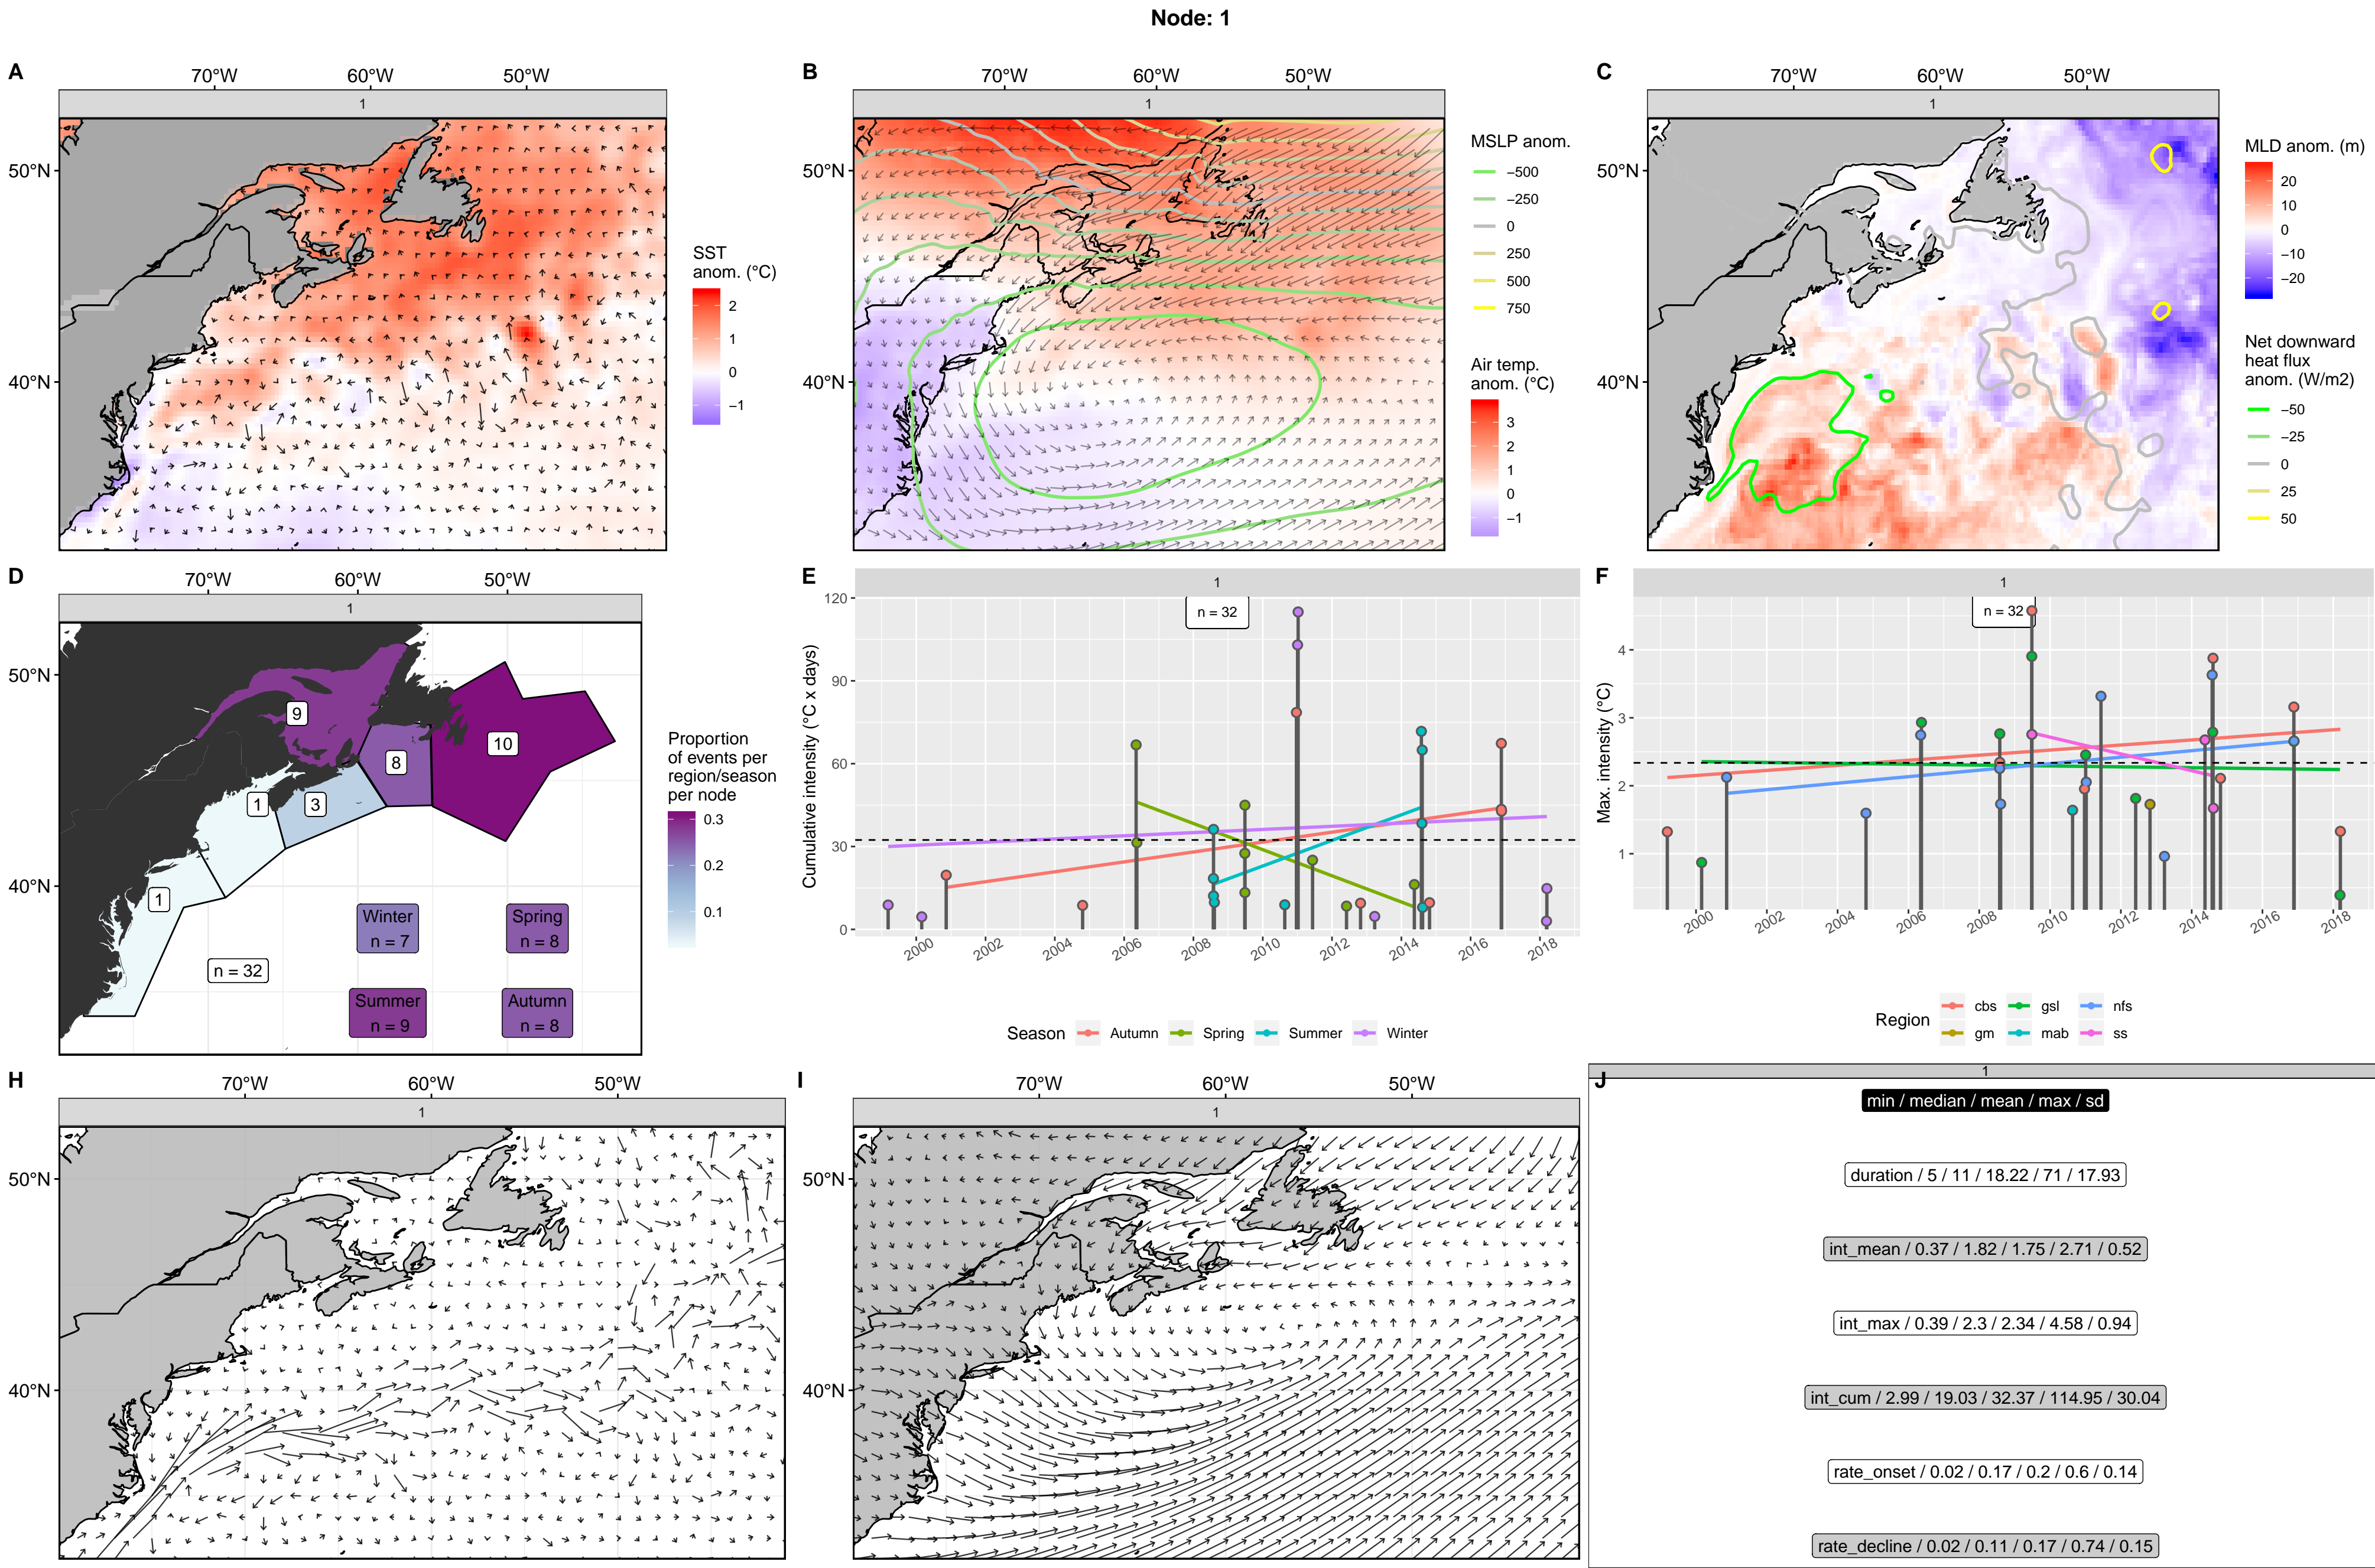 Node: 1
A
70°W 60°W 50°W
1
50°N
40°N
SST
anom. (°C)
2
1
0
−1
B
70°W 60°W 50°W
1
50°N
40°N
MSLP anom.
−500
−250
0
250
500
750
Air temp.
anom. (°C)
3
2
1
0
−1
C
70°W 60°W 50°W
1
50°N
40°N
MLD anom. (m)
20
10
0
−10
−20
Net downward
heat flux
anom. (W/m2)
−50
−25
0
25
50
D
70°W 60°W 50°W
1
50°N
40°N
9
10
8
1
3
1
n = 32
Winter
n = 7
Spring
n = 8
Summer
n = 9
Autumn
n = 8
Proportion
of events per
region/season
per node
0.3
0.2
0.1
E
1
n = 32
Cumulative intensity (°C x days)
120
90
60
30
0
2000 2002 2004 2006 2008 2010 2012 2014 2016 2018
Season Autumn Spring Summer Winter
F
1
n = 32
Max. intensity (°C)
4
3
2
1
2000 2002 2004 2006 2008 2010 2012 2014 2016 2018
Region cbs gsl nfs
gm mab ss
H
70°W 60°W 50°W
1
50°N
40°N
I
70°W 60°W 50°W
1
50°N
40°N
J
1
min / median / mean / max / sd
duration / 5 / 11 / 18.22 / 71 / 17.93
int_mean / 0.37 / 1.82 / 1.75 / 2.71 / 0.52
int_max / 0.39 / 2.3 / 2.34 / 4.58 / 0.94
int_cum / 2.99 / 19.03 / 32.37 / 114.95 / 30.04
rate_onset / 0.02 / 0.17 / 0.2 / 0.6 / 0.14
rate_decline / 0.02 / 0.11 / 0.17 / 0.74 / 0.15